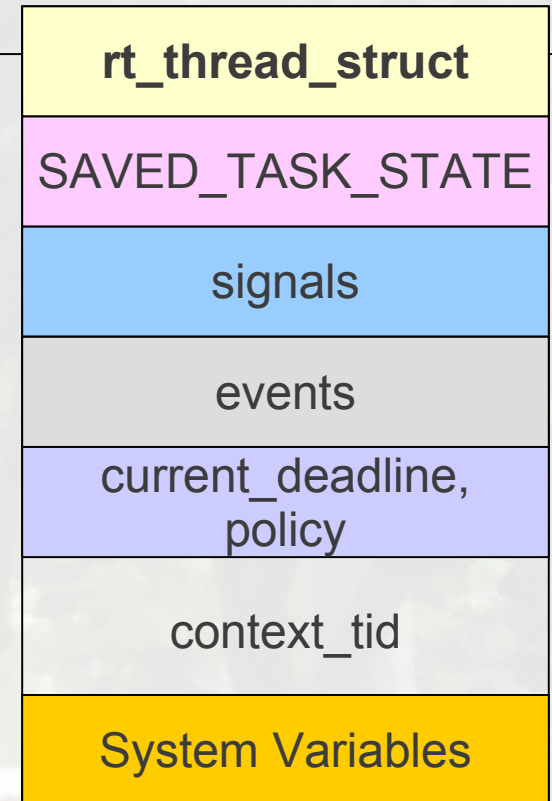 rt_thread_struct
SAVED_TASK_STATE
signals
events
current_deadline,
policy
context_tid
System Variables